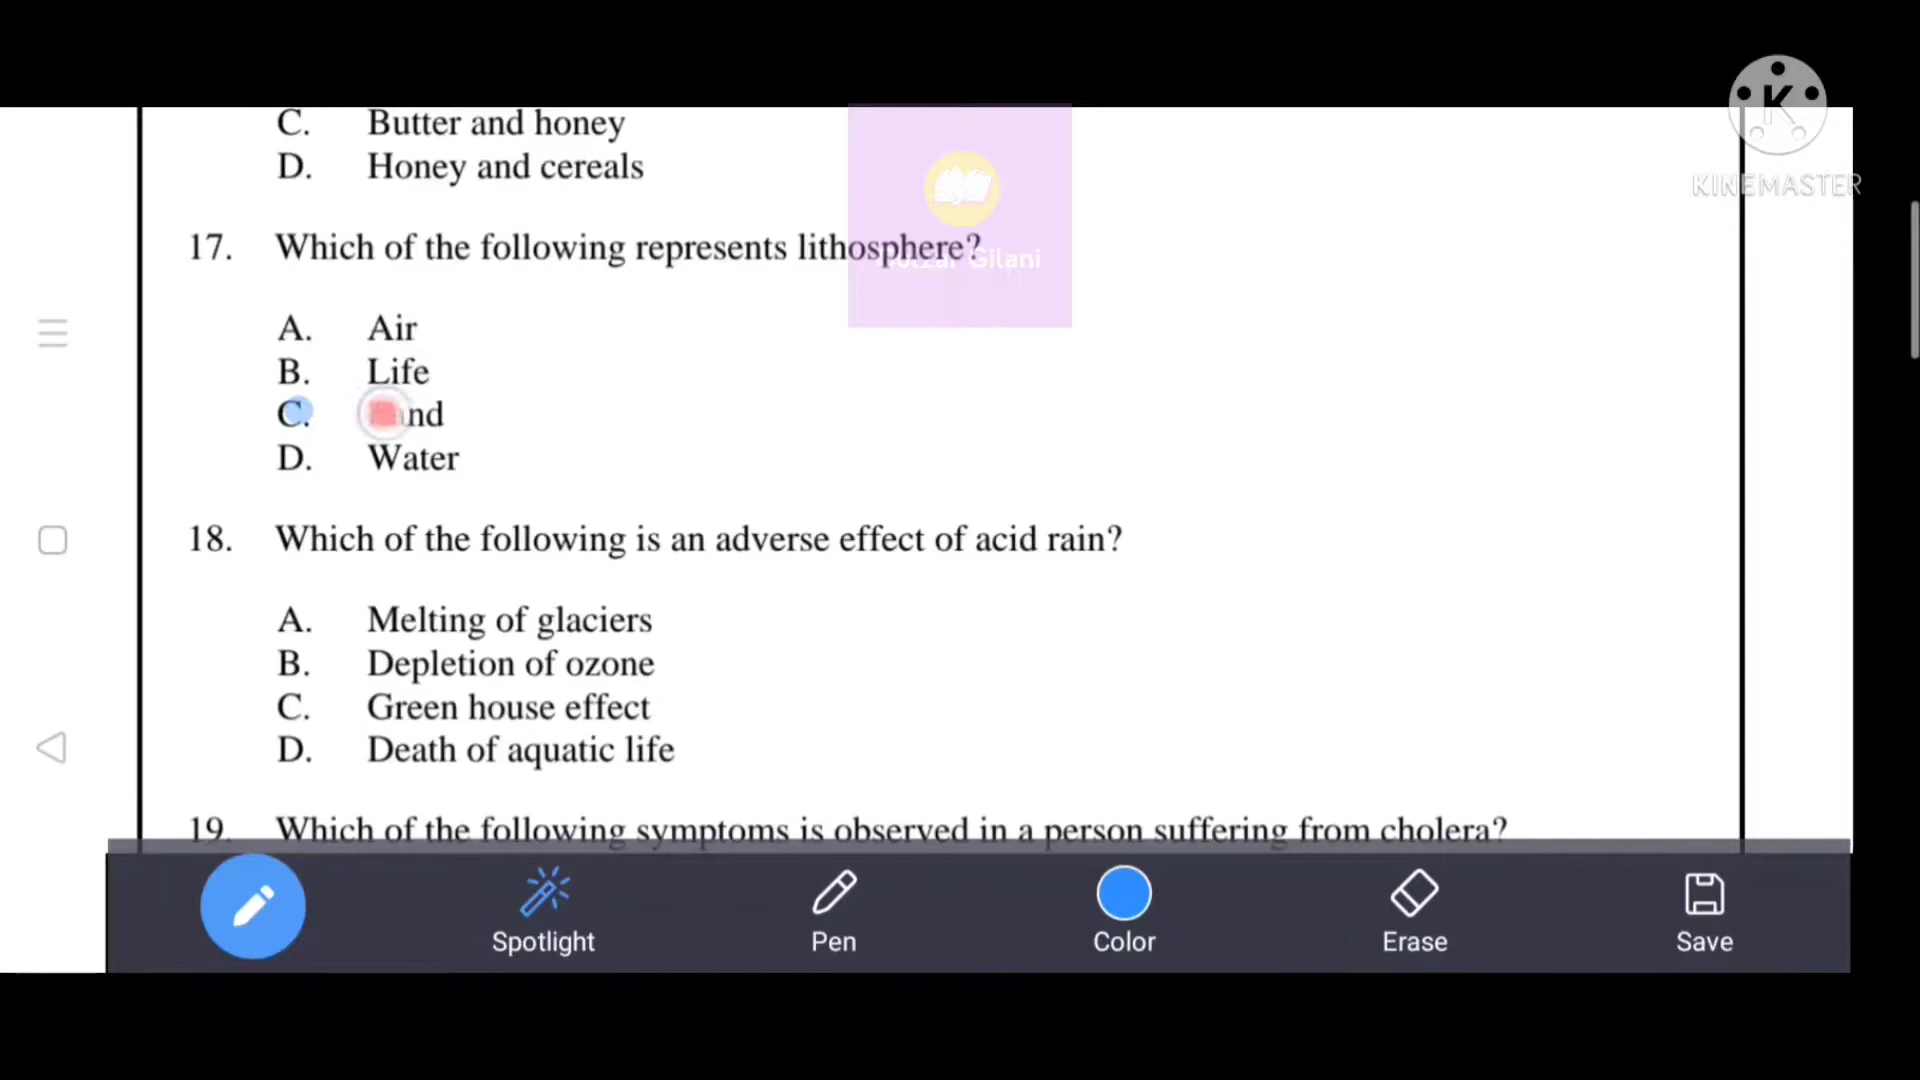 C. Butter and honey
D. Honey and cereals
KINEMASTER
17. Which of the following represents lithosphere?
Gilani
A. Air
B. Life
C. Land
D. Water
18. Which of the following is an adverse effect of acid rain?
A. Melting of glaciers
B. Depletion of ozone
C. Green house effect
D. Death of aquatic life
19. Which of the following symptoms is observed in a person suffering from cholera?
Spotlight
Pen
Color
Erase
Save